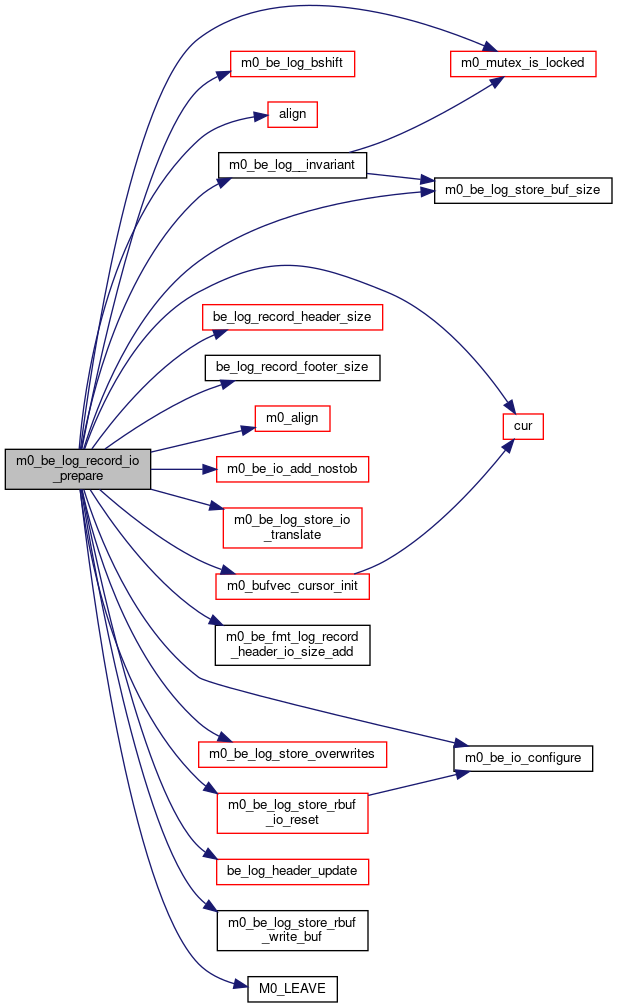 m0_mutex_is_locked
m0_be_log_bshift
align
m0_be_log__invariant
m0_be_log_store_buf_size
be_log_record_header_size
be_log_record_footer_size
m0_align
cur
m0_be_log_record_io
_prepare
m0_be_io_add_nostob
m0_be_log_store_io
_translate
m0_bufvec_cursor_init
m0_be_fmt_log_record
_header_io_size_add
m0_be_log_store_overwrites
m0_be_io_configure
m0_be_log_store_rbuf
_io_reset
be_log_header_update
m0_be_log_store_rbuf
_write_buf
M0_LEAVE